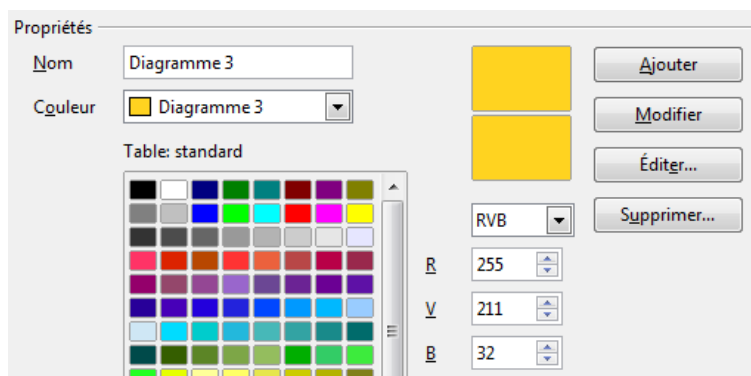 Propriétés
Nom Diagramme 3 Ajouter
Couleur Diagramme 3 Modifier
Table: standard
Éditer...
RVB Supprimer...
R 255
V 211
B 32